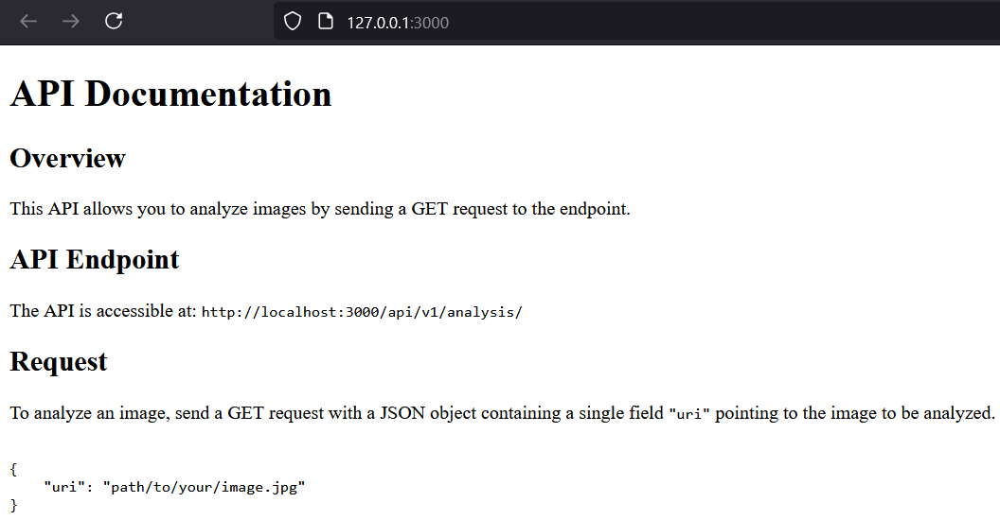 127.0.0.1:3000
API Documentation
Overview
This API allows you to analyze images by sending a GET request to the endpoint.
API Endpoint
The API is accessible at: http://localhost:3000/api/v1/analysis/
Request
To analyze an image, send a GET request with a JSON object containing a single field "uri" pointing to the image to be analyzed.
{
    "uri": "path/to/your/image.jpg"
}